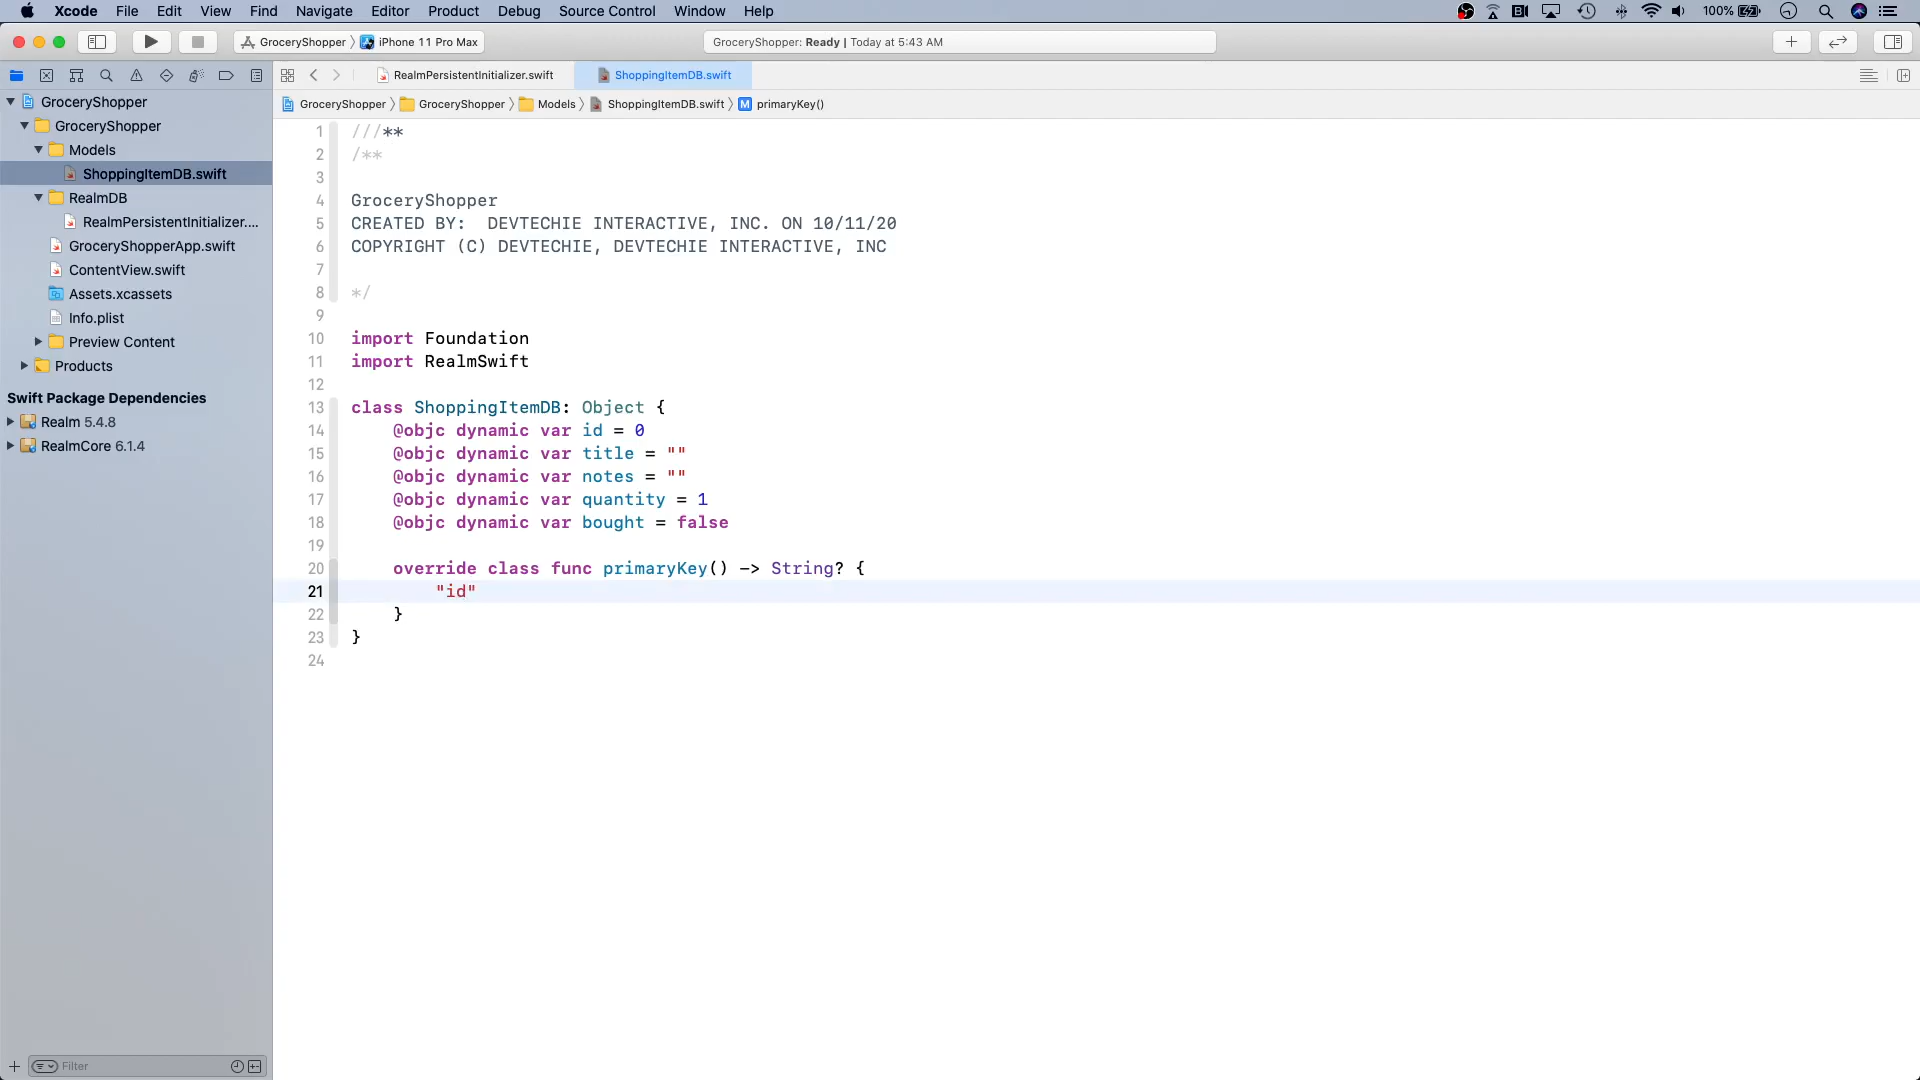 Xcode File Edit View Find Navigate Editor Product Debug Source Control Window Help 100%
GroceryShopper iPhone 11 Pro Max GroceryShopper: Ready | Today at 5:43 AM
RealmPersistentInitializer.swift ShoppingItemDB.swift
GroceryShopper GroceryShopper Models ShoppingItemDB.swift M primaryKey()
GroceryShopper
GroceryShopper
Models
ShoppingItemDB.swift
RealmDB
RealmPersistentInitializer....
GroceryShopperApp.swift
ContentView.swift
Assets.xcassets
Info.plist
Preview Content
Products
Swift Package Dependencies
Realm 5.4.8
RealmCore 6.1.4
Filter
1 ///**
2 /**
3
4 GroceryShopper
5 CREATED BY:  DEVTECHIE INTERACTIVE, INC. ON 10/11/20
6 COPYRIGHT (C) DEVTECHIE, DEVTECHIE INTERACTIVE, INC
7
8 */
9
10 import Foundation
11 import RealmSwift
12
13 class ShoppingItemDB: Object {
14     @objc dynamic var id = 0
15     @objc dynamic var title = ""
16     @objc dynamic var notes = ""
17     @objc dynamic var quantity = 1
18     @objc dynamic var bought = false
19
20     override class func primaryKey() -> String? {
21         "id"
22     }
23 }
24